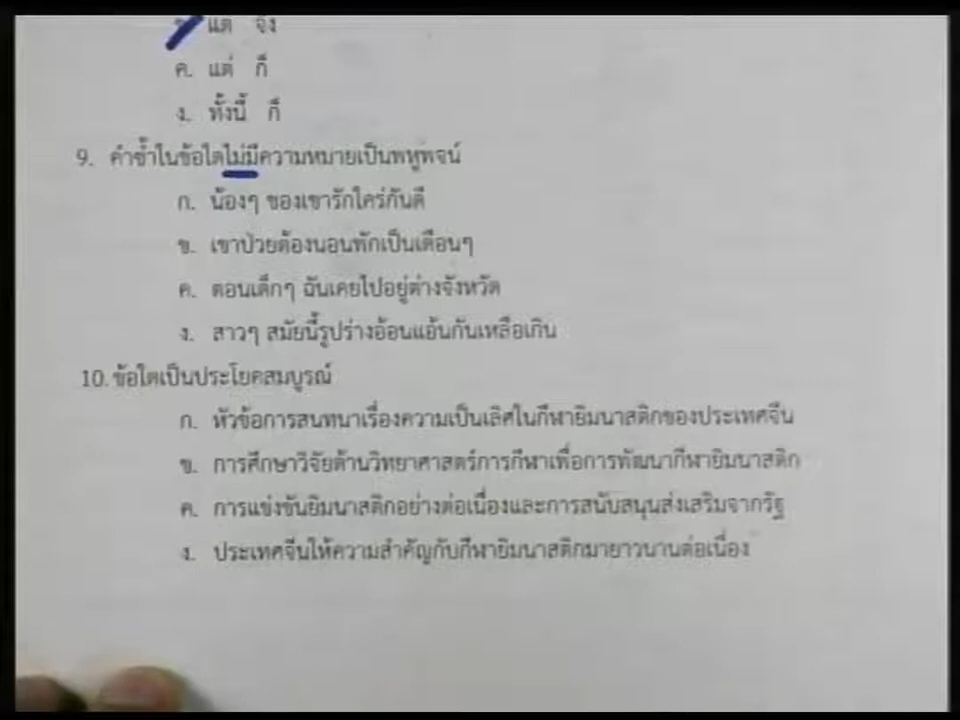 แต่ จึง
ค. แต่ ก็
ง. ทั้งนี้ ก็
9. คำซ้ำในข้อใดไม่มีความหมายเป็นพหูพจน์
ก. น้องๆ ของเขารักใคร่กันดี
ข. เขาป่วยต้องนอนพักเป็นเดือนๆ
ค. ตอนเด็กๆ ฉันเคยไปอยู่ต่างจังหวัด
ง. สาวๆ สมัยนี้รูปร่างอ้อนแอ้นกันเหลือเกิน
10. ข้อใดเป็นประโยคสมบูรณ์
ก. หัวข้อการสนทนาเรื่องความเป็นเลิศในกีฬายิมนาสติกของประเทศจีน
ข. การศึกษาวิจัยด้านวิทยาศาสตร์การกีฬาเพื่อการพัฒนากีฬายิมนาสติก
ค. การแข่งขันยิมนาสติกอย่างต่อเนื่องและการสนับสนุนส่งเสริมจากรัฐ
ง. ประเทศจีนให้ความสำคัญกับกีฬายิมนาสติกมายาวนานต่อเนื่อง